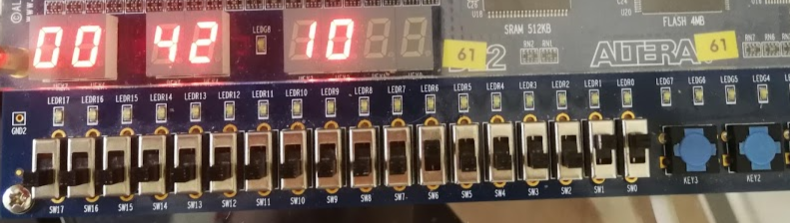 SRAM 512KB
FLASH 4MB
00 42 10
LEDG8
61
2
ALTERA
61
LEDR17 LEDR16 LEDR15 LEDR14 LEDR13 LEDR12 LEDR11 LEDR10 LEDR9 LEDR8 LEDR7 LEDR6 LEDR5 LEDR4 LEDR3 LEDR2 LEDR1 LEDR0 LEDG7 LEDG6 LEDG5 LEDG4
GND2
SW17 SW16 SW15 SW14 SW13 SW12 SW11 SW10 SW9 SW8 SW7 SW6 SW5 SW4 SW3 SW2 SW1 SW0
KEY3 KEY2